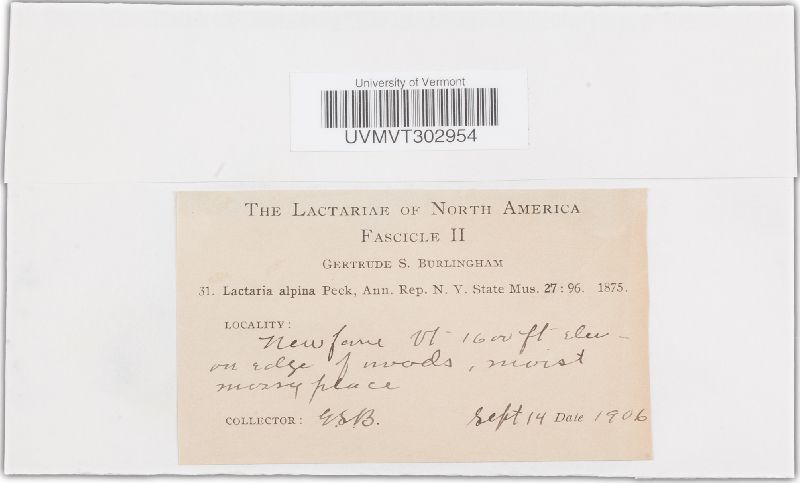 University of Vermont
UVMVT302954
THE LACTARIAE OF NORTH AMERICA
FASCICLE II
GERTRUDE S. BURLINGHAM
31. Lactaria alpina Peck, Ann. Rep. N. Y. State Mus. 27: 96. 1875.
LOCALITY:
Newfane Vt 1600 ft elev-
on edge of woods, moist
mossy place
COLLECTOR: GSB. Sept 14 Date 1906